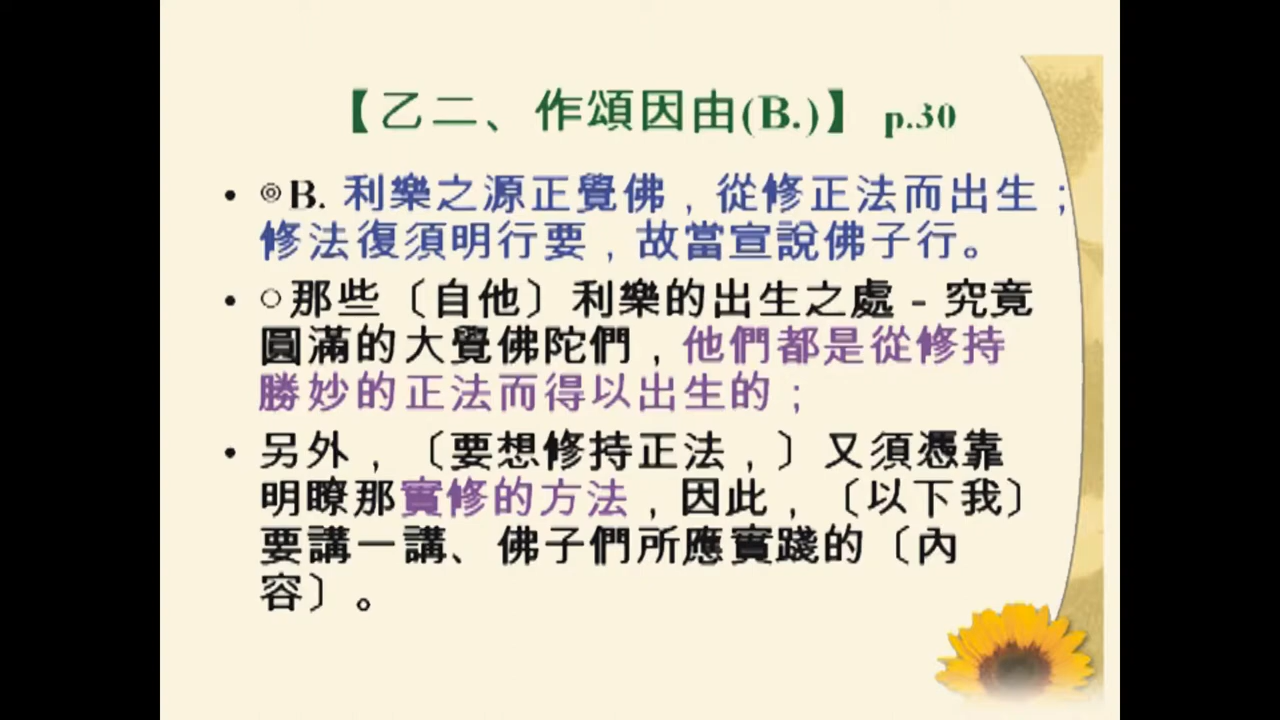 【乙二、作頌因由(B.)】 p.30
• ◎B. 利樂之源正覺佛，從修正法而出生；
修法復須明行要，故當宣說佛子行。
• ○那些〔自他〕利樂的出生之處－究竟
圓滿的大覺佛陀們，他們都是從修持
勝妙的正法而得以出生的；
• 另外，〔要想修持正法，〕又須憑靠
明瞭那實修的方法，因此，〔以下我〕
要講一講、佛子們所應實踐的〔內
容〕。